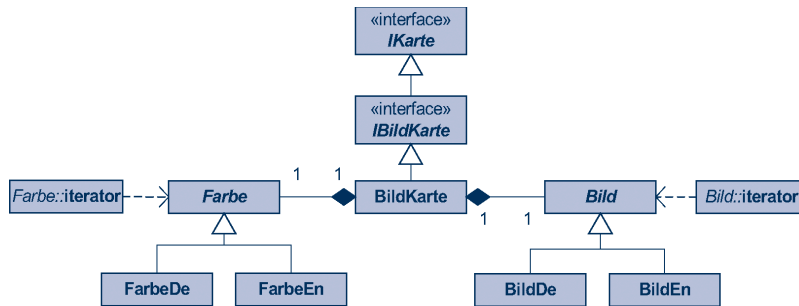 «interface»
IKarte
«interface»
IBildKarte
1
1
Farbe::iterator
Farbe
BildKarte
Bild
Bild::iterator
1
1
FarbeDe
FarbeEn
BildDe
BildEn